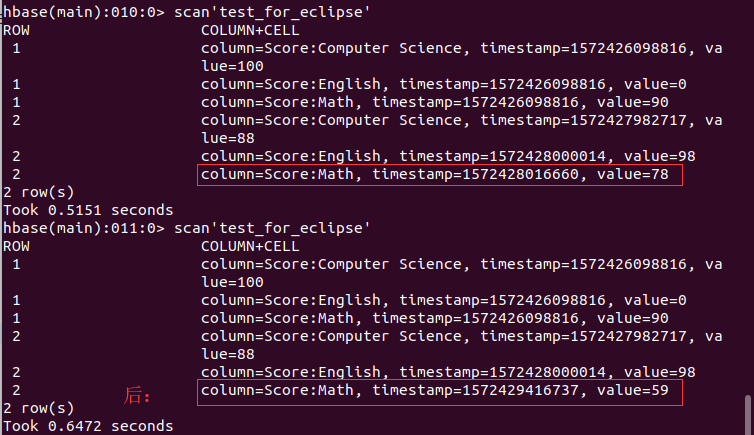 hbase(main):010:0> scan'test_for_eclipse'
ROW COLUMN+CELL
1 column=Score:Computer Science, timestamp=1572426098816, va
lue=100
1 column=Score:English, timestamp=1572426098816, value=0
1 column=Score:Math, timestamp=1572426098816, value=90
2 column=Score:Computer Science, timestamp=1572427982717, va
lue=88
2 column=Score:English, timestamp=1572428000014, value=98
2 column=Score:Math, timestamp=1572428016660, value=78
2 row(s)
Took 0.5151 seconds
hbase(main):011:0> scan'test_for_eclipse'
ROW COLUMN+CELL
1 column=Score:Computer Science, timestamp=1572426098816, va
lue=100
1 column=Score:English, timestamp=1572426098816, value=0
1 column=Score:Math, timestamp=1572426098816, value=90
2 column=Score:Computer Science, timestamp=1572427982717, va
lue=88
2 column=Score:English, timestamp=1572428000014, value=98
2 后: column=Score:Math, timestamp=1572429416737, value=59
2 row(s)
Took 0.6472 seconds